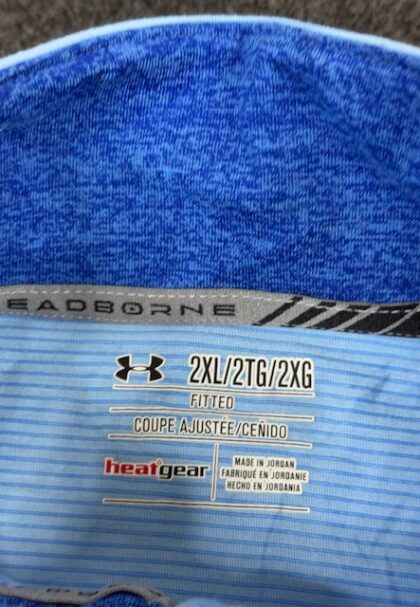 EADBORNE
2XL/2TG/2XG
FITTED
COUPE AJUSTÉE/CEÑIDO
heatgear
MADE IN JORDAN
FABRIQUÉ EN JORDANIE
HECHO EN JORDANIA